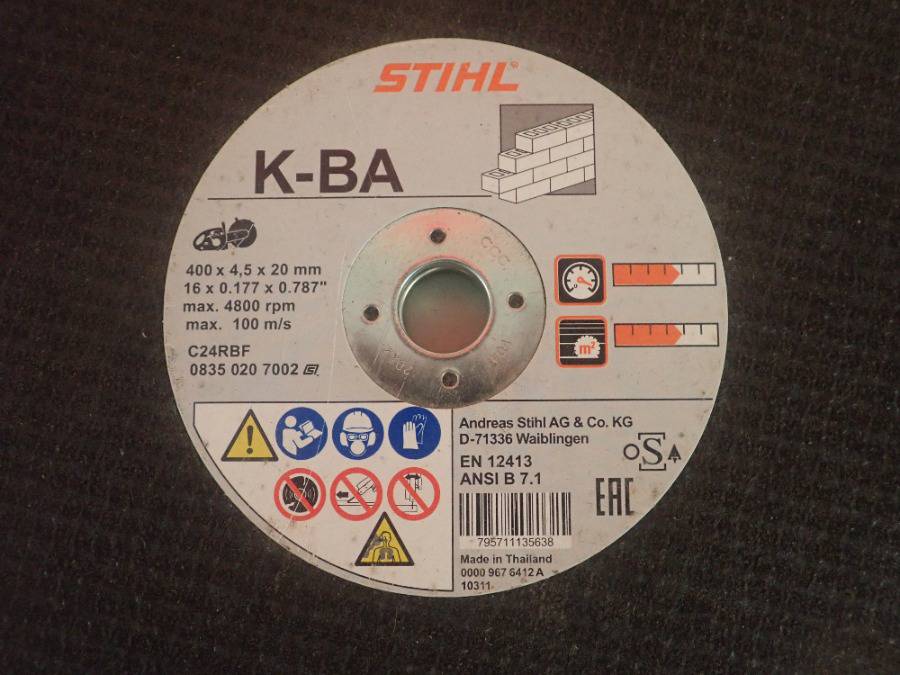 STIHL®
K-BA
400 x 4,5 x 20 mm
16 x 0.177 x 0.787"
max. 4800 rpm
max. 100 m/s
C24RBF
0835 020 7002
m²
Andreas Stihl AG & Co. KG
D-71336 Waiblingen
EN 12413
ANSI B 7.1
oSA
EAC
795711135638
Made in Thailand
0000 967 6412 A
10311